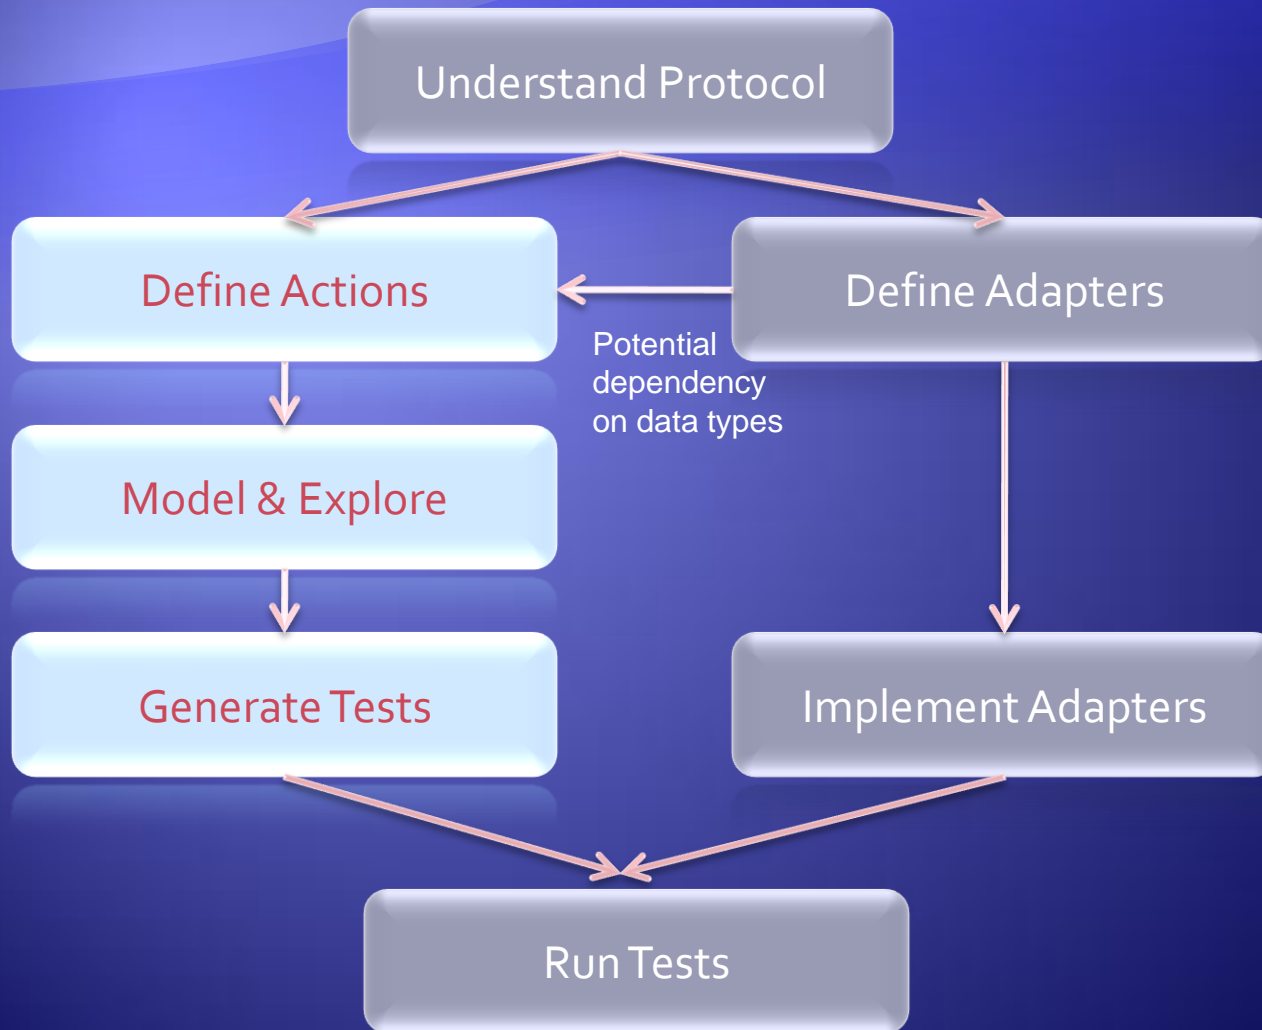 Understand Protocol
Define Actions
Define Adapters
Potential
dependency
on data types
Model & Explore
Generate Tests
Implement Adapters
Run Tests